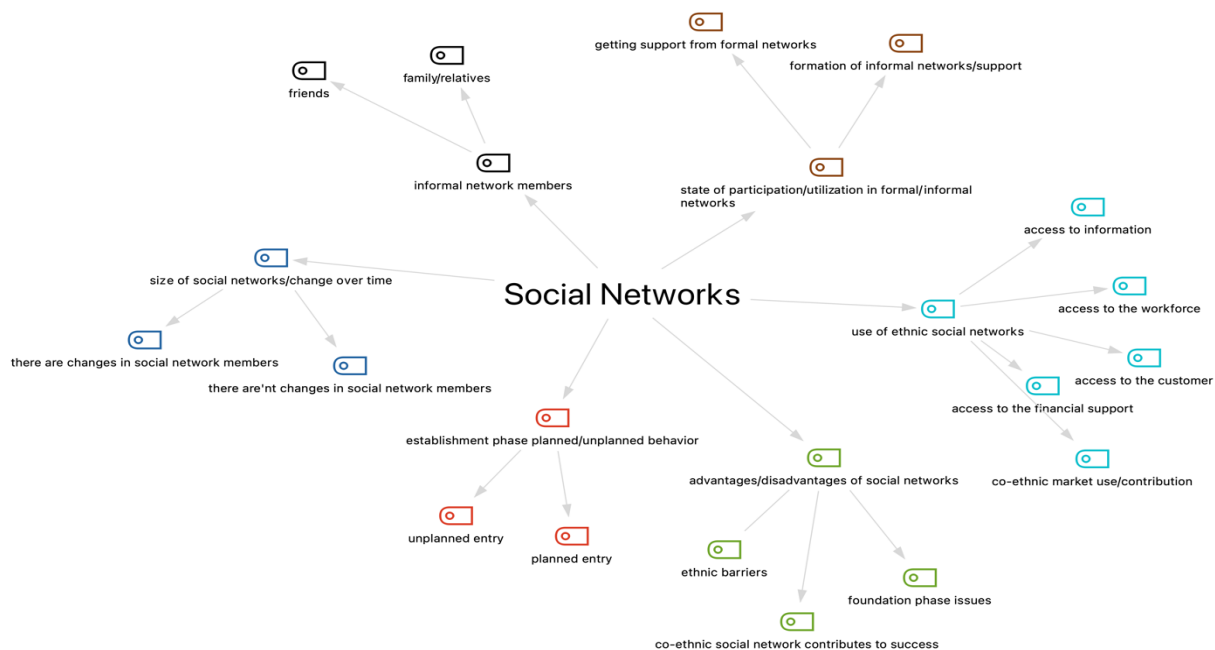 getting support from formal networks
formation of informal networks/support
family/relatives
friends
informal network members
state of participation/utilization in formal/informal
networks
access to information
size of social networks/change over time
Social Networks
access to the workforce
use of ethnic social networks
there are changes in social network members
there are'nt changes in social network members
access to the customer
access to the financial support
establishment phase planned/unplanned behavior
advantages/disadvantages of social networks
co-ethnic market use/contribution
unplanned entry
planned entry
ethnic barriers
foundation phase issues
co-ethnic social network contributes to success